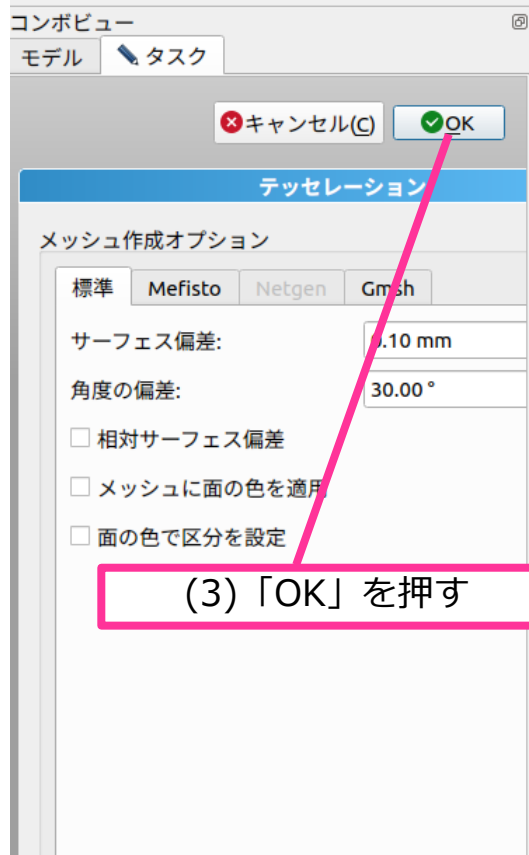 コンボビュー
モデル タスク
キャンセル(C) OK
テッセレーション
メッシュ作成オプション
標準 Mefisto Netgen Gmsh
サーフェス偏差: 0.10 mm
角度の偏差: 30.00 °
相対サーフェス偏差
メッシュに面の色を適用
面の色で区分を設定
(3)「OK」を押す